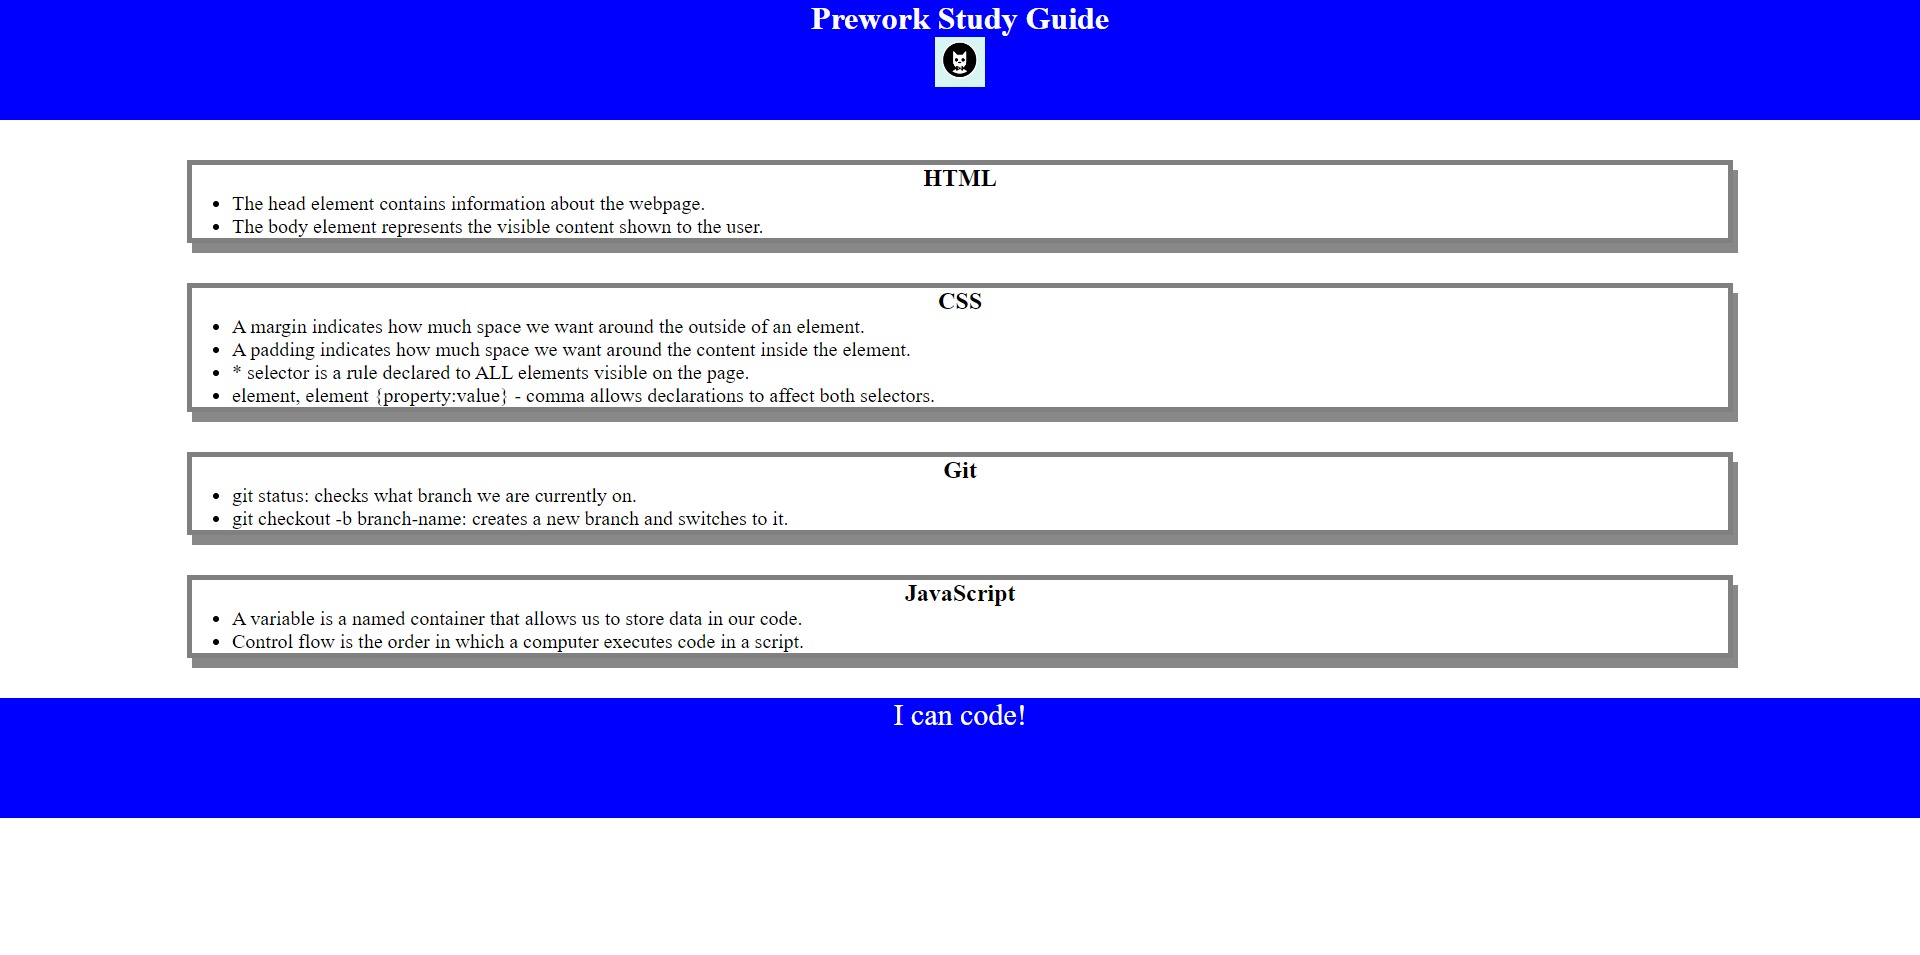 Prework Study Guide
HTML
The head element contains information about the webpage.
The body element represents the visible content shown to the user.
CSS
A margin indicates how much space we want around the outside of an element.
A padding indicates how much space we want around the content inside the element.
* selector is a rule declared to ALL elements visible on the page.
element, element {property:value} - comma allows declarations to affect both selectors.
Git
git status: checks what branch we are currently on.
git checkout -b branch-name: creates a new branch and switches to it.
JavaScript
A variable is a named container that allows us to store data in our code.
Control flow is the order in which a computer executes code in a script.
I can code!